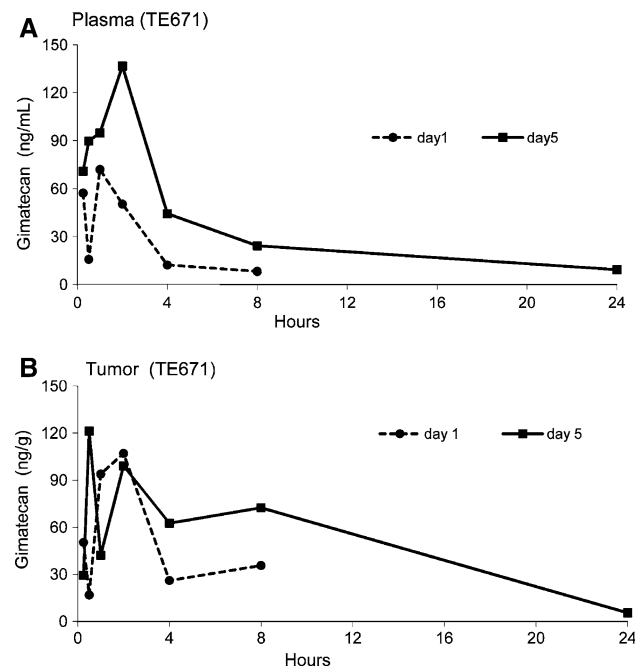 A
Plasma (TE671)
150
120
90
60
30
0
Gimatecan (ng/mL)
day1
day5
0 4 8 12 16 20 24
Hours
B
Tumor (TE671)
150
120
90
60
30
0
Gimatecan (ng/g)
day 1
day 5
0 4 8 12 16 20 24
Hours